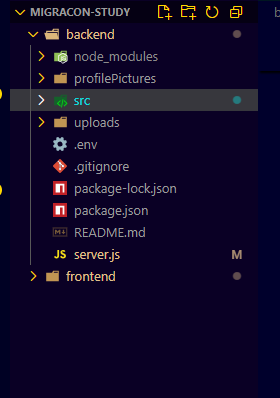 MIGRACON-STUDY
backend
node_modules
profilePictures
src
uploads
.env
.gitignore
package-lock.json
package.json
README.md
JS server.js M
frontend